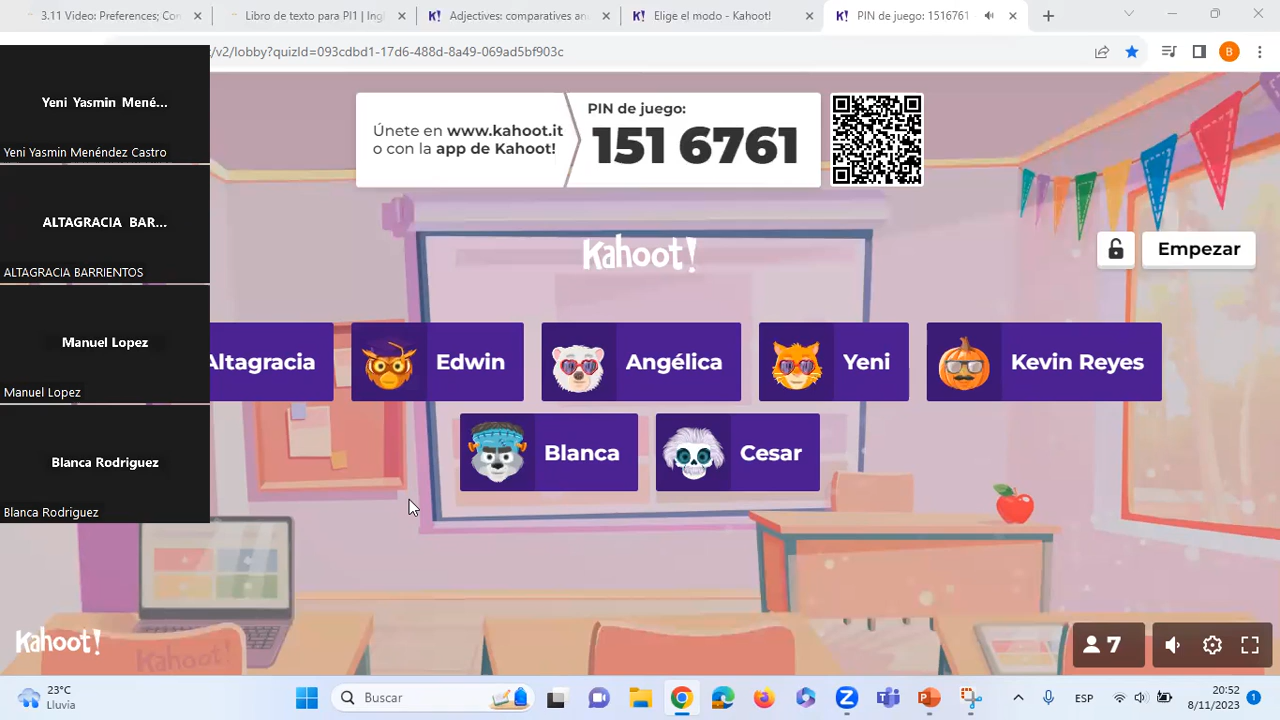 3.11 Video: Preferences; Con
Libro de texto para PI1 | Ingl
Adjectives: comparatives an
Elige el modo - Kahoot!
PIN de juego: 1516761
/v2/lobby?quizId=093cdbd1-17d6-488d-8a49-069ad5bf903c
B
Yeni Yasmin Mené...
Yeni Yasmin Menéndez Castro
ALTAGRACIA BAR...
ALTAGRACIA BARRIENTOS
Manuel Lopez
Manuel Lopez
Blanca Rodriguez
Blanca Rodriguez
Únete en www.kahoot.it
o con la app de Kahoot!
PIN de juego:
151 6761
Kahoot!
Empezar
Altagracia
Edwin
Angélica
Yeni
Kevin Reyes
Blanca
Cesar
Kahoot!
Kahoot!
7
23°C
Lluvia
Buscar
ESP
20:52
8/11/2023
1